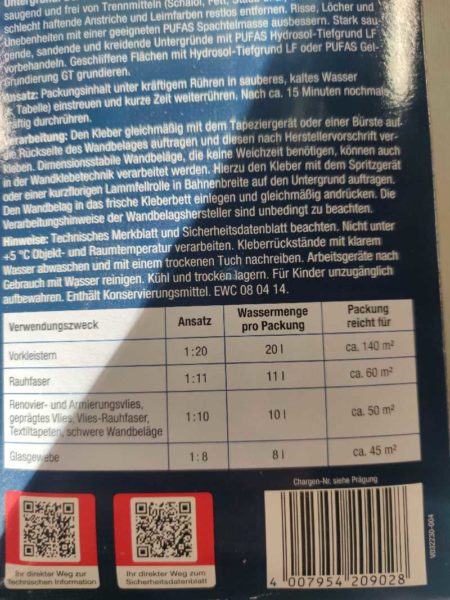 saugend und frei von Trennmitteln (Schalöl, Fett, Staub
schlecht haftende Anstriche und Leimfarben restlos entfernen. Risse, Löcher und
Unebenheiten mit einer geeigneten PUFAS Spachtelmasse ausbessern. Stark sau-
gende, sandende und kreidende Untergründe mit PUFAS Hydrosol-Tiefgrund LF
vorbehandeln. Geschliffene Flächen mit Hydrosol-Tiefgrund LF oder PUFAS Gel-
Grundierung GT grundieren.
Ansatz: Packungsinhalt unter kräftigem Rühren in sauberes, kaltes Wasser
Tabelle) einstreuen und kurze Zeit weiterrühren. Nach ca. 15 Minuten nochmals
kräftig durchrühren.
Verarbeitung: Den Kleber gleichmäßig mit dem Tapeziergerät oder einer Bürste auf
die Rückseite des Wandbelages auftragen und diesen nach Herstellervorschrift ver-
kleben. Dimensionsstabile Wandbeläge, die keine Weichzeit benötigen, können auch
in der Wandklebetechnik verarbeitet werden. Hierzu den Kleber mit dem Spritzgerät
oder einer kurzflorigen Lammfellrolle in Bahnenbreite auf den Untergrund auftragen.
Den Wandbelag in das frische Kleberbett einlegen und gleichmäßig andrücken. Die
Verarbeitungshinweise der Wandbelagshersteller sind unbedingt zu beachten.
Hinweise: Technisches Merkblatt und Sicherheitsdatenblatt beachten. Nicht unter
+5 °C Objekt- und Raumtemperatur verarbeiten. Kleberrückstände mit klarem
Wasser abwaschen und mit einem trockenen Tuch nachreiben. Arbeitsgeräte nach
Gebrauch mit Wasser reinigen. Kühl und trocken lagern. Für Kinder unzugänglich
aufbewahren. Enthält Konservierungsmittel. EWC 08 04 14.
Verwendungszweck Ansatz Wassermenge pro Packung Packung reicht für
Vorkleistern 1:20 20 l ca. 140 m²
Rauhfaser 1:11 11 l ca. 60 m²
Renovier- und Armierungsvlies,
geprägtes Vlies, Vlies-Rauhfaser, 1:10 10 l ca. 50 m²
Textiltapeten, schwere Wandbeläge
Glasgewebe 1:8 8 l ca. 45 m²
Chargen-Nr. siehe Prägung
V032230-004
4 007954 209028
Ihr direkter Weg zur
Technischen Information
Ihr direkter Weg zum
Sicherheitsdatenblatt